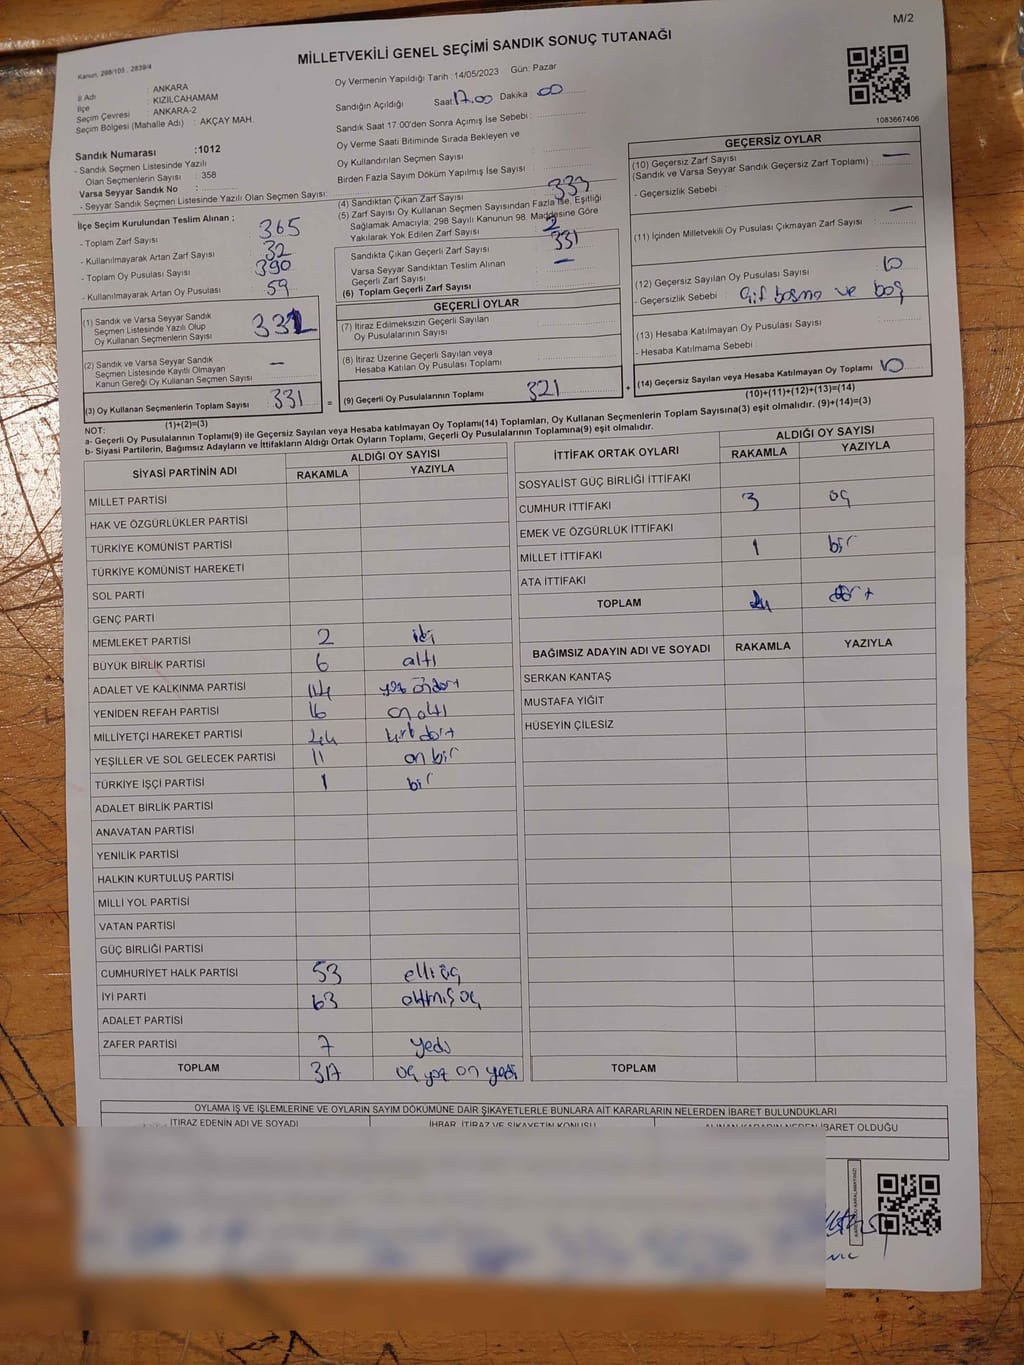 M/2
Kanun: 298/105 , 2839/4
MİLLETVEKİLİ GENEL SEÇİMİ SANDIK SONUÇ TUTANAĞI
İl Adı : ANKARA
İlçe : KIZILCAHAMAM
Seçim Çevresi : ANKARA-2
Seçim Bölgesi (Mahalle Adı) : AKÇAY MAH.
Sandık Numarası :1012
- Sandık Seçmen Listesinde Yazılı
Olan Seçmenlerin Sayısı : 358
Varsa Seyyar Sandık No :
- Seyyar Sandık Seçmen Listesinde Yazılı Olan Seçmen Sayısı:
Oy Vermenin Yapıldığı Tarih : 14/05/2023 Gün: Pazar
Sandığın Açıldığı Saat 17.00 Dakika 00
Sandık Saat 17:00'den Sonra Açımış İse Sebebi :
Oy Verme Saati Bitiminde Sırada Bekleyen ve
Oy Kullandırılan Seçmen Sayısı :
Birden Fazla Sayım Döküm Yapılmış İse Sayısı :
1083667406
İlçe Seçim Kurulundan Teslim Alınan ;
- Toplam Zarf Sayısı : 365
- Kullanılmayarak Artan Zarf Sayısı : 32
- Toplam Oy Pusulası Sayısı : 390
- Kullanılmayarak Artan Oy Pusulası : 59
(1) Sandık ve Varsa Seyyar Sandık
Seçmen Listesinde Yazılı Olup
Oy Kullanan Seçmenlerin Sayısı : 331
(2) Sandık ve Varsa Seyyar Sandık
Seçmen Listesinde Kayıtlı Olmayan
Kanun Gereği Oy Kullanan Seçmen Sayısı : —
(3) Oy Kullanan Seçmenlerin Toplam Sayısı : 331
(1)+(2)=(3)
(4) Sandıktan Çıkan Zarf Sayısı : 333
(5) Zarf Sayısı Oy Kullanan Seçmen Sayısından Fazla İse, Eşitliği
Sağlamak Amacıyla; 298 Sayılı Kanunun 98. Maddesine Göre
Yakılarak Yok Edilen Zarf Sayısı : 2
Sandıkta Çıkan Geçerli Zarf Sayısı : 331
Varsa Seyyar Sandıktan Teslim Alınan
Geçerli Zarf Sayısı : —
(6) Toplam Geçerli Zarf Sayısı :
GEÇERLİ OYLAR
(7) İtiraz Edilmeksizin Geçerli Sayılan
Oy Pusulalarının Sayısı :
(8) İtiraz Üzerine Geçerli Sayılan veya
Hesaba Katılan Oy Pusulası Toplamı :
= (9) Geçerli Oy Pusulalarının Toplamı : 321 +
GEÇERSİZ OYLAR
(10) Geçersiz Zarf Sayısı
(Sandık ve Varsa Seyyar Sandık Geçersiz Zarf Toplamı) : —
- Geçersizlik Sebebi :
(11) İçinden Milletvekili Oy Pusulası Çıkmayan Zarf Sayısı : —
(12) Geçersiz Sayılan Oy Pusulası Sayısı : 10
- Geçersizlik Sebebi : Çift basma ve boş
(13) Hesaba Katılmayan Oy Pusulası Sayısı :
- Hesaba Katılmama Sebebi :
(14) Geçersiz Sayılan veya Hesaba Katılmayan Oy Toplamı : 10
(10)+(11)+(12)+(13)=(14)
NOT:
a- Geçerli Oy Pusulalarının Toplamı(9) ile Geçersiz Sayılan veya Hesaba katılmayan Oy Toplamı(14) Toplamları, Oy Kullanan Seçmenlerin Toplam Sayısına(3) eşit olmalıdır. (9)+(14)=(3)
b- Siyasi Partilerin, Bağımsız Adayların ve İttifakların Aldığı Ortak Oyların Toplamı, Geçerli Oy Pusulalarının Toplamına(9) eşit olmalıdır.
SİYASİ PARTİNİN ADI ALDIĞI OY SAYISI
RAKAMLA YAZIYLA
MİLLET PARTİSİ
HAK VE ÖZGÜRLÜKLER PARTİSİ
TÜRKİYE KOMÜNİST PARTİSİ
TÜRKİYE KOMÜNİST HAREKETİ
SOL PARTİ
GENÇ PARTİ
MEMLEKET PARTİSİ 2 iki
BÜYÜK BİRLİK PARTİSİ 6 altı
ADALET VE KALKINMA PARTİSİ 114 yüz ondört
YENİDEN REFAH PARTİSİ 16 on altı
MİLLİYETÇİ HAREKET PARTİSİ 44 kırk dört
YEŞİLLER VE SOL GELECEK PARTİSİ 11 on bir
TÜRKİYE İŞÇİ PARTİSİ 1 bir
ADALET BİRLİK PARTİSİ
ANAVATAN PARTİSİ
YENİLİK PARTİSİ
HALKIN KURTULUŞ PARTİSİ
MİLLİ YOL PARTİSİ
VATAN PARTİSİ
GÜÇ BİRLİĞİ PARTİSİ
CUMHURİYET HALK PARTİSİ 53 elli üç
İYİ PARTİ 63 altmış üç
ADALET PARTİSİ
ZAFER PARTİSİ 7 yedi
TOPLAM 317 üç yüz on yedi
İTTİFAK ORTAK OYLARI ALDIĞI OY SAYISI
RAKAMLA YAZIYLA
SOSYALİST GÜÇ BİRLİĞİ İTTİFAKI
CUMHUR İTTİFAKI 3 üç
EMEK VE ÖZGÜRLÜK İTTİFAKI
MİLLET İTTİFAKI 1 bir
ATA İTTİFAKI
TOPLAM 4 dört
BAĞIMSIZ ADAYIN ADI VE SOYADI RAKAMLA YAZIYLA
SERKAN KANTAŞ
MUSTAFA YİĞİT
HÜSEYİN ÇİLESİZ
TOPLAM
OYLAMA İŞ VE İŞLEMLERİNE VE OYLARIN SAYIM DÖKÜMÜNE DAİR ŞİKAYETLERLE BUNLARA AİT KARARLARIN NELERDEN İBARET BULUNDUKLARI
İTİRAZ EDENİN ADI VE SOYADI İHBAR, İTİRAZ VE ŞİKAYETİN KONUSU ALINAN KARARIN NEDEN İBARET OLDUĞU